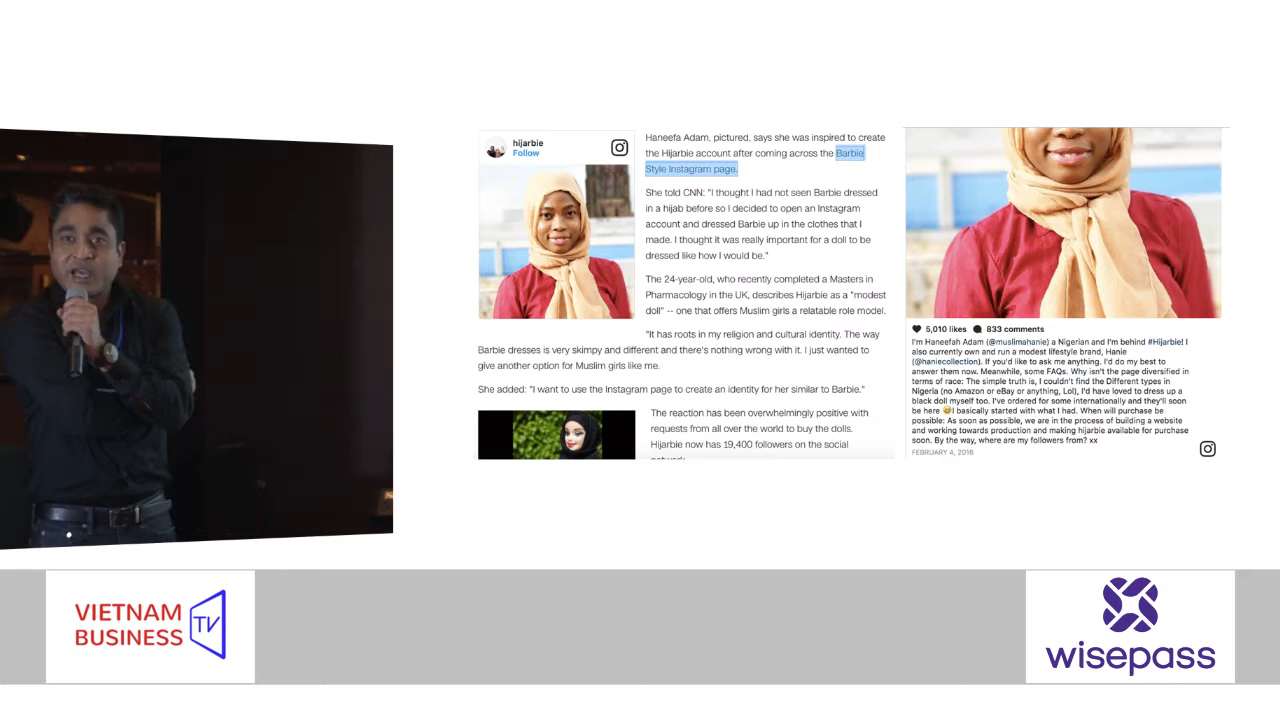 hijarbie
Follow
Haneefa Adam, pictured, says she was inspired to create
the Hijarbie account after coming across the Barbie
Style Instagram page.
She told CNN: "I thought I had not seen Barbie dressed
in a hijab before so I decided to open an Instagram
account and dressed Barbie up in the clothes that I
made. I thought it was really important for a doll to be
dressed like how I would be."
The 24-year-old, who recently completed a Masters in
Pharmacology in the UK, describes Hijarbie as a "modest
doll" -- one that offers Muslim girls a relatable role model.
"It has roots in my religion and cultural identity. The way
Barbie dresses is very skimpy and different and there's nothing wrong with it. I just wanted to
give another option for Muslim girls like me.
She added: "I want to use the Instagram page to create an identity for her similar to Barbie."
The reaction has been overwhelmingly positive with
requests from all over the world to buy the dolls.
Hijarbie now has 19,400 followers on the social
5,010 likes 833 comments
I'm Haneefah Adam (@muslimahanie) a Nigerian and I'm behind #Hijarbie! I
also currently own and run a modest lifestyle brand, Hanie
(@haniecollection). If you'd like to ask me anything. I'd do my best to
answer them now. Meanwhile, some FAQs. Why isn't the page diversified in
terms of race: The simple truth is, I couldn't find the Different types in
Nigeria (no Amazon or eBay or anything, Lol), I'd have loved to dress up a
black doll myself too. I've ordered for some internationally and they'll soon
be here 😄I basically started with what I had. When will purchase be
possible: As soon as possible, we are in the process of building a website
and working towards production and making hijarbie available for purchase
soon. By the way, where are my followers from? xx
FEBRUARY 4, 2016
VIETNAM
BUSINESS
TV
wisepass